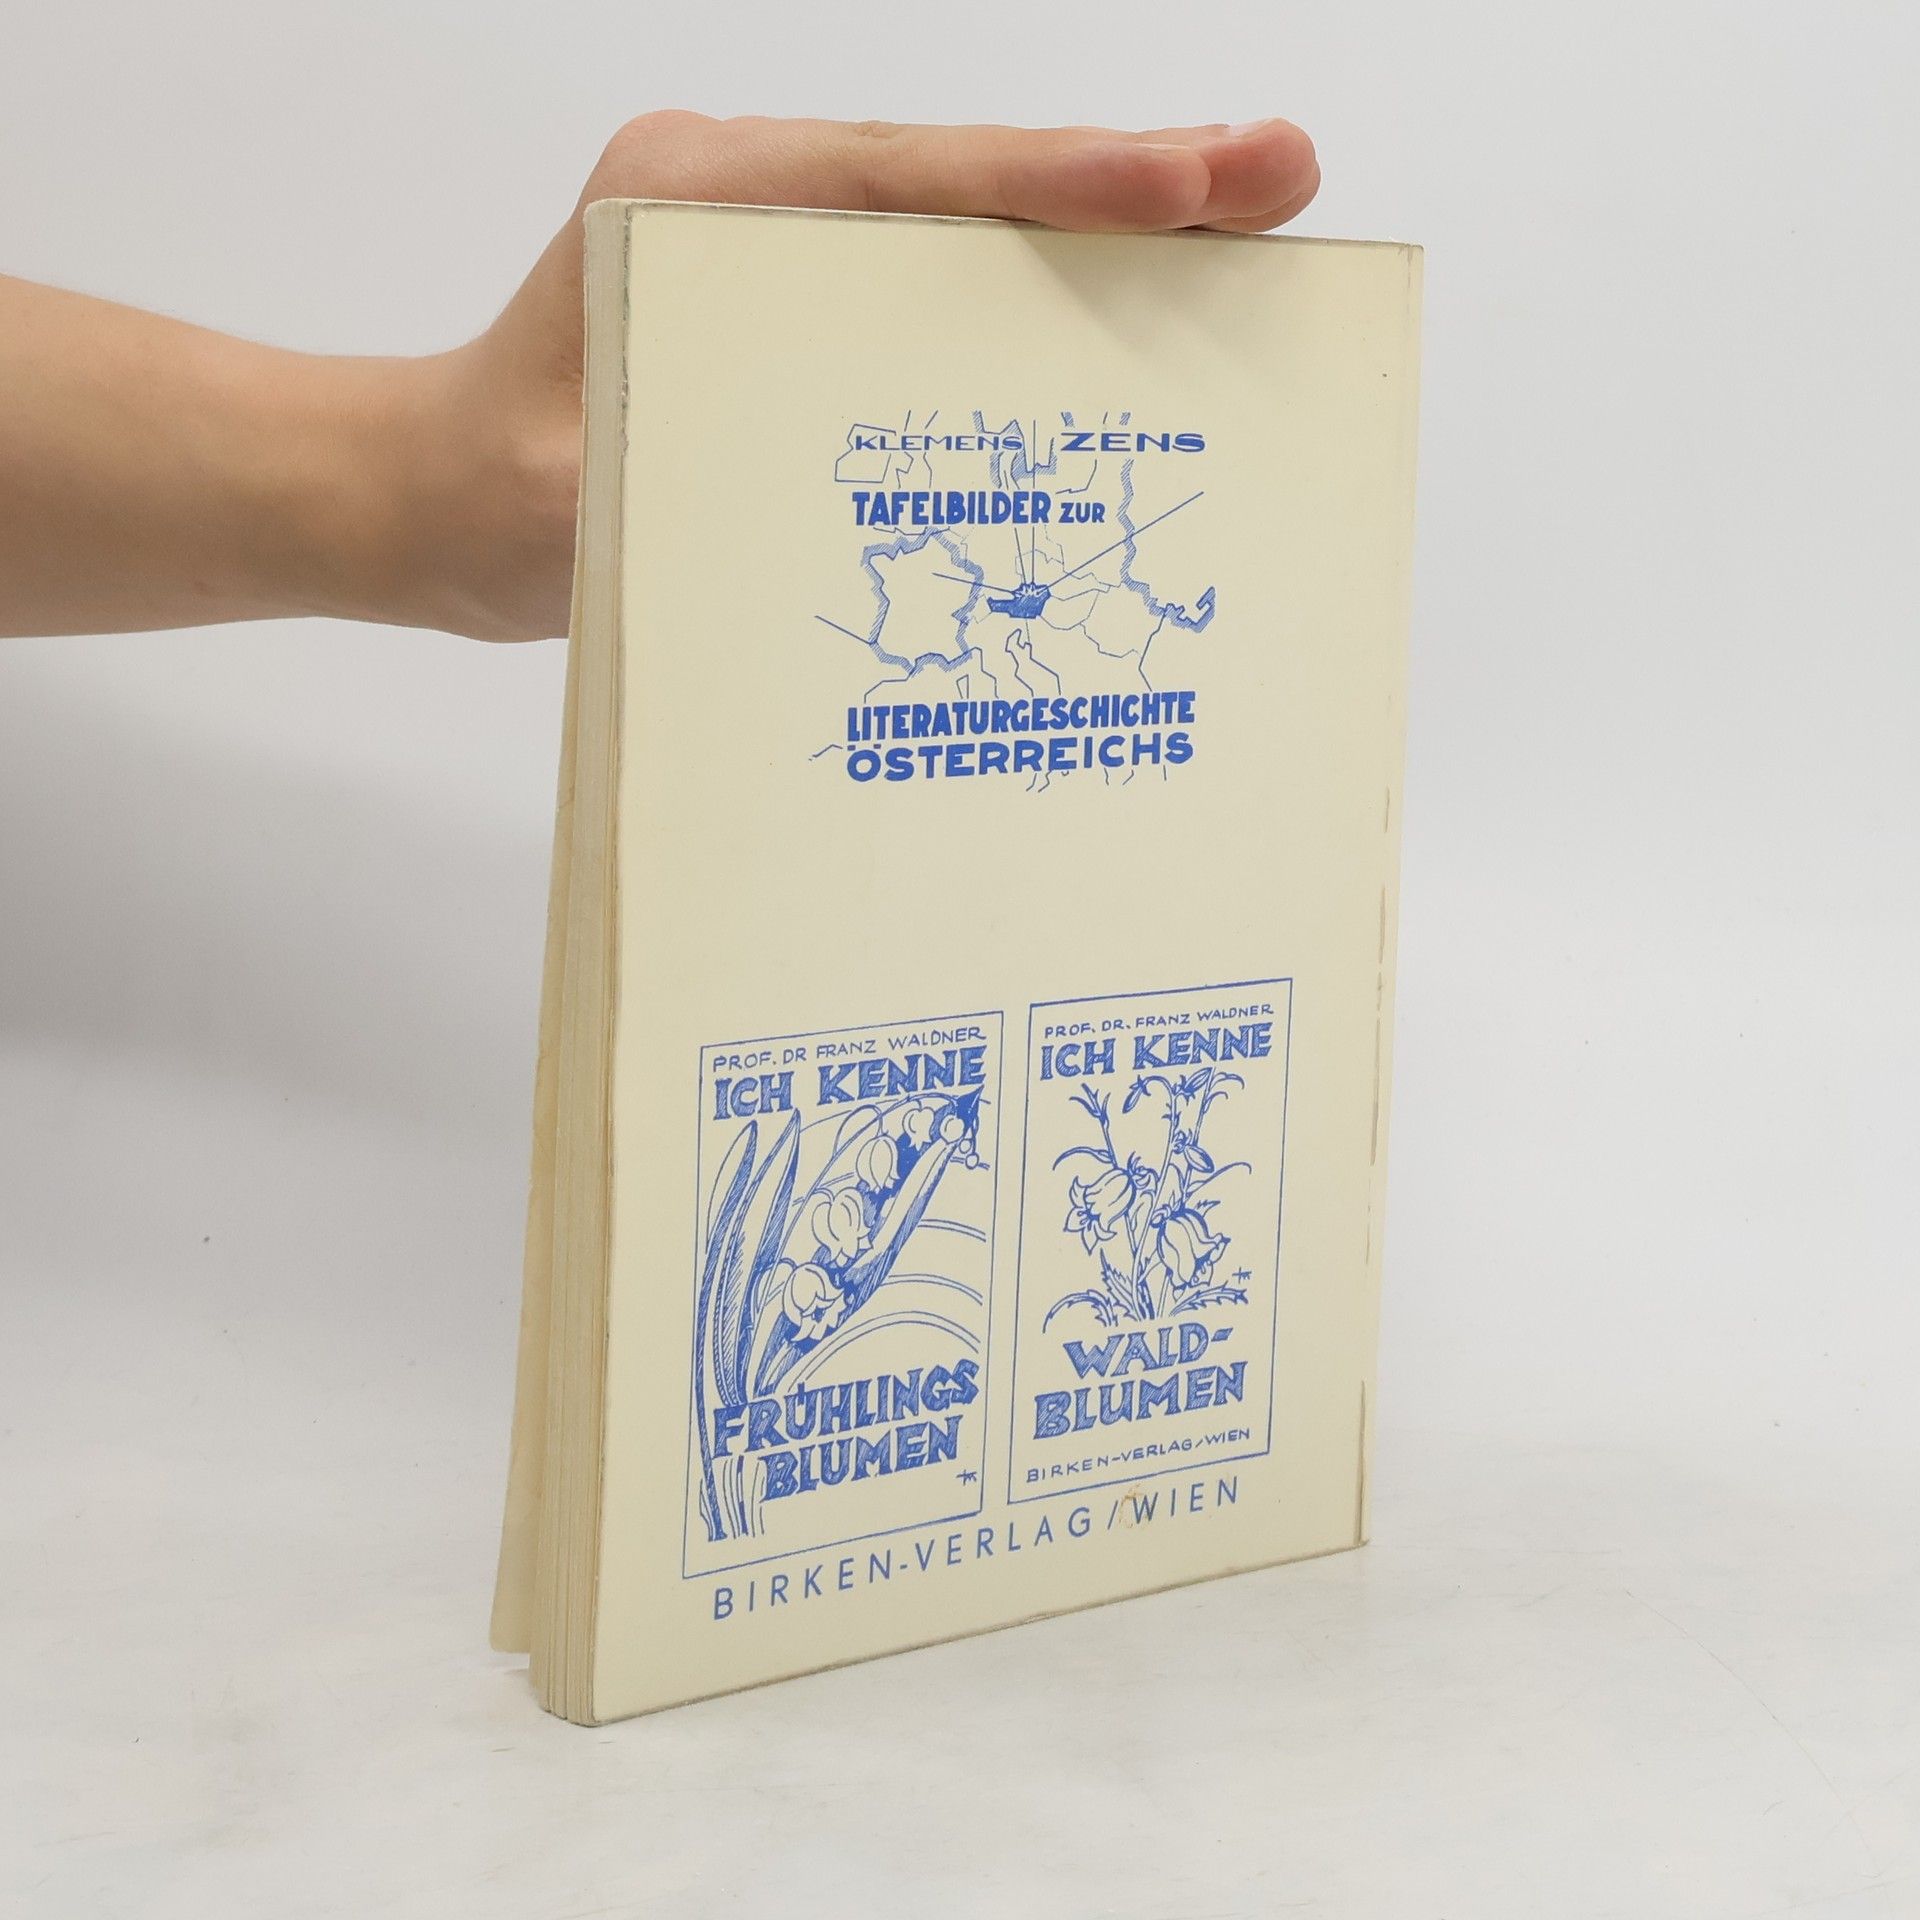 KLEMENS ZENS
TAFELBILDER ZUR
LITERATURGESCHICHTE
ÖSTERREICHS
PROF. DR FRANZ WALDNER
ICH KENNE
FRÜHLINGS
BLUMEN
PROF. DR. FRANZ WALDNER
ICH KENNE
WALD-
BLUMEN
BIRKEN-VERLAG/WIEN
BIRKEN-VERLAG/WIEN